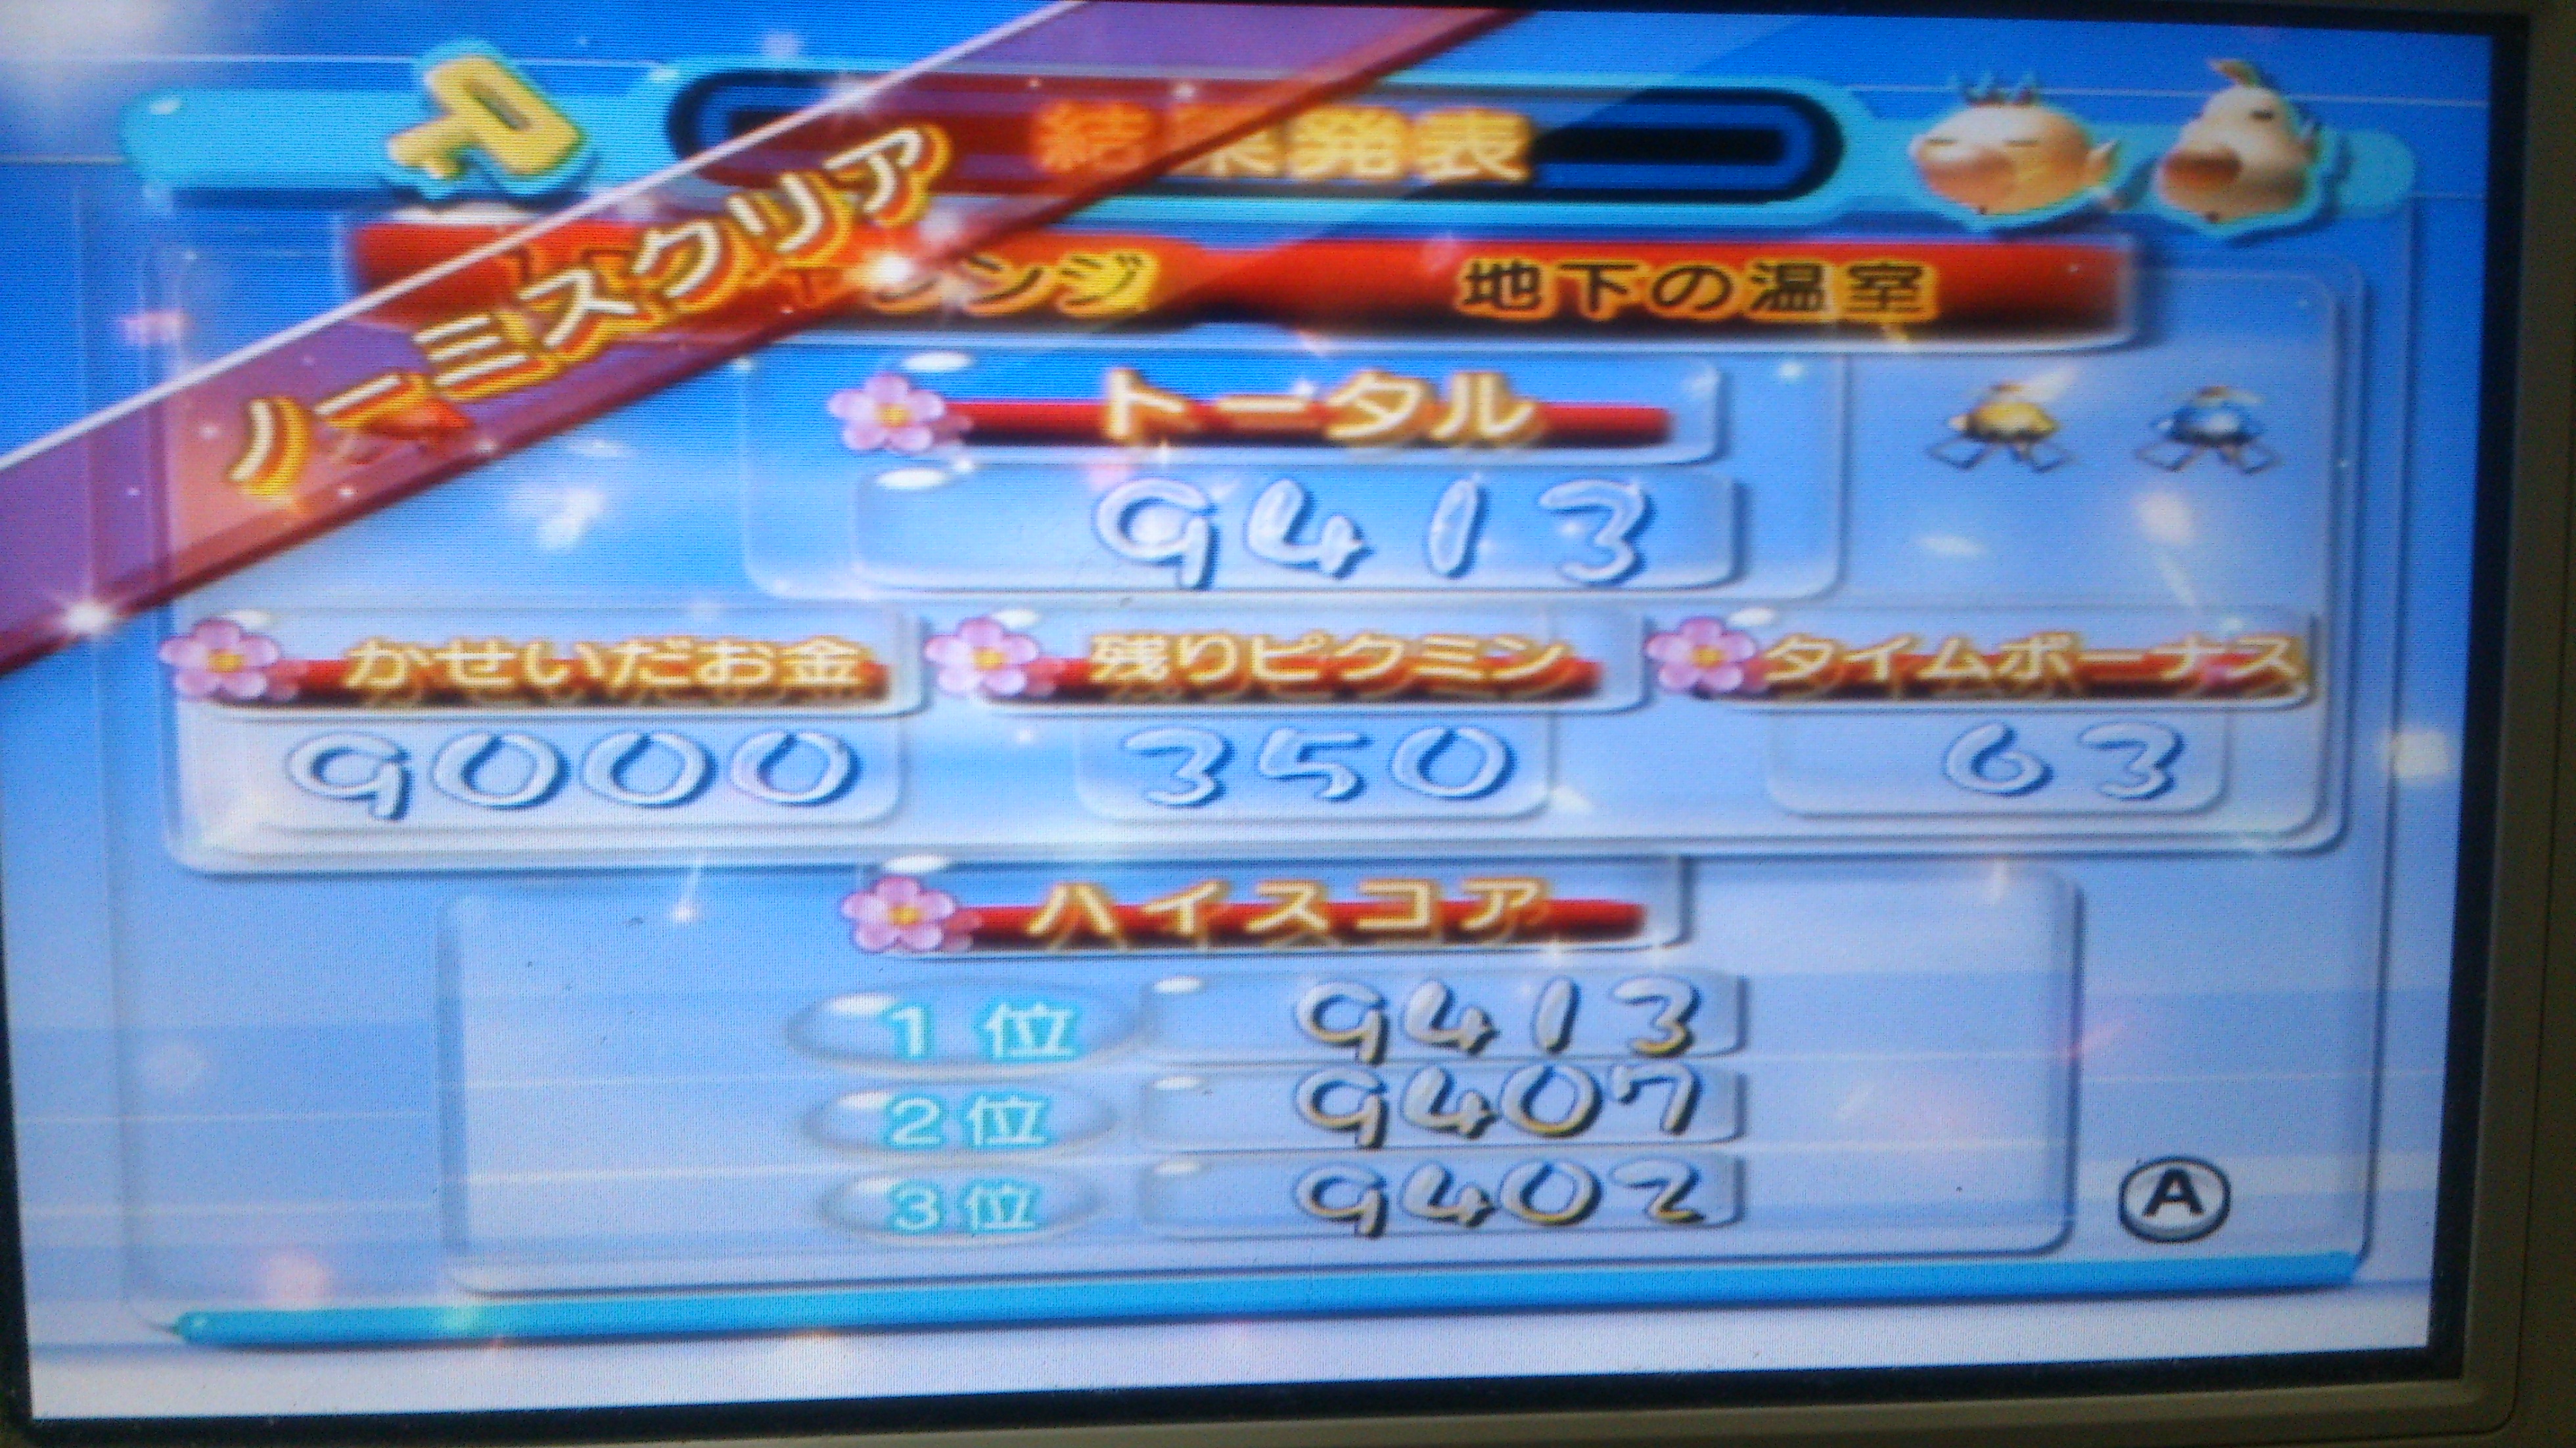 結果発表
ノーミスクリア
レンジ
地下の温室
トータル
9413
かせいだお金
残りピクミン
タイムボーナス
9000
350
63
ハイスコア
1位 9413
2位 9407
3位 9402
A